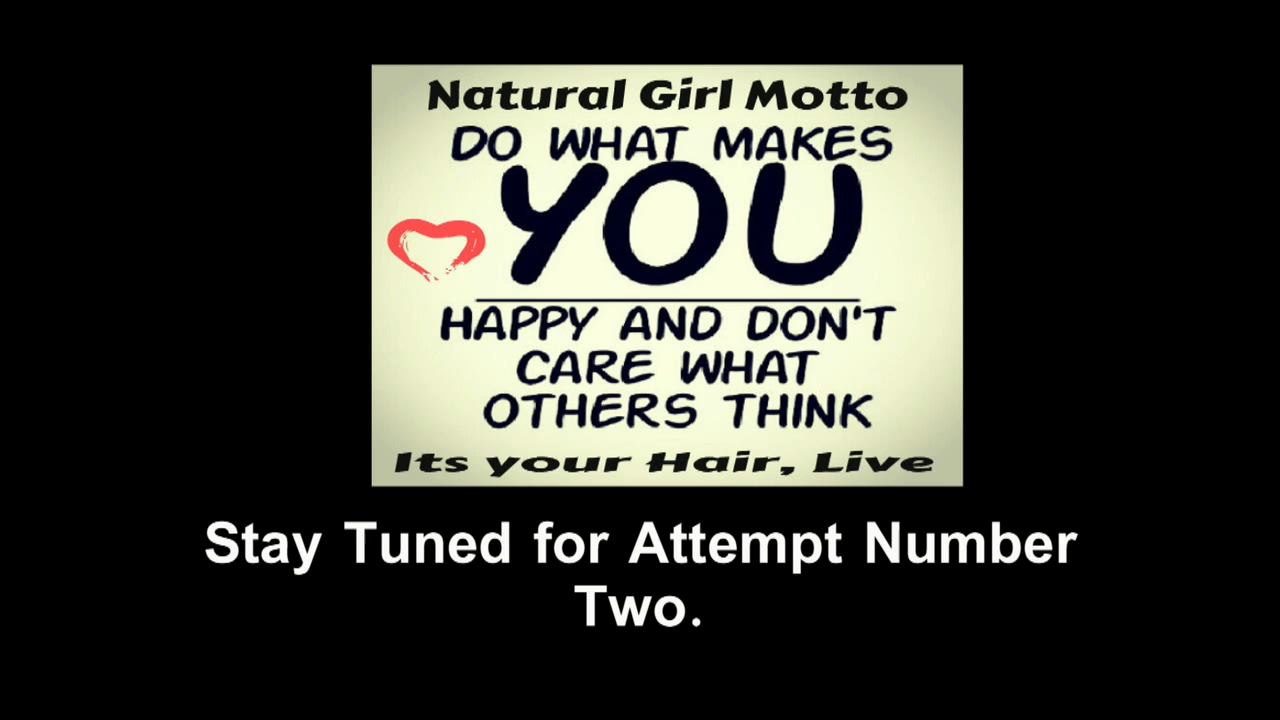 Natural Girl Motto
DO WHAT MAKES
YOU
HAPPY AND DON'T
CARE WHAT
OTHERS THINK
Its your Hair, Live
Stay Tuned for Attempt Number
Two.